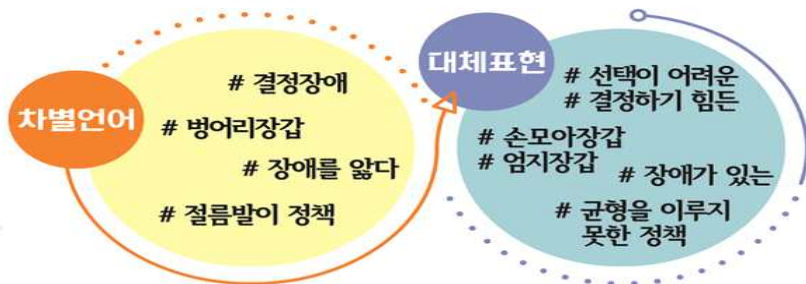 차별언어
# 결정장애
# 벙어리장갑
# 장애를 앓다
# 절름발이 정책
대체표현
# 선택이 어려운
# 결정하기 힘든
# 손모아장갑
# 엄지장갑
# 장애가 있는
# 균형을 이루지
못한 정책